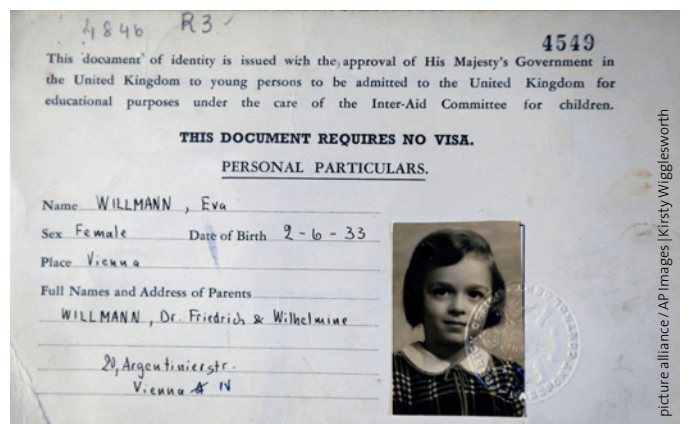 4846 R3
4549
This document of identity is issued with the approval of His Majesty's Government in
the United Kingdom to young persons to be admitted to the United Kingdom for
educational purposes under the care of the Inter-Aid Committee for children.
THIS DOCUMENT REQUIRES NO VISA.
PERSONAL PARTICULARS.
Name WILLMANN, Eva
Sex Female Date of Birth 2-6-33
Place Vienna
Full Names and Address of Parents
WILLMANN, Dr. Friedrich & Wilhelmine
20, Argentinierstr.
Vienna IV
picture alliance / AP Images | Kirsty Wigglesworth